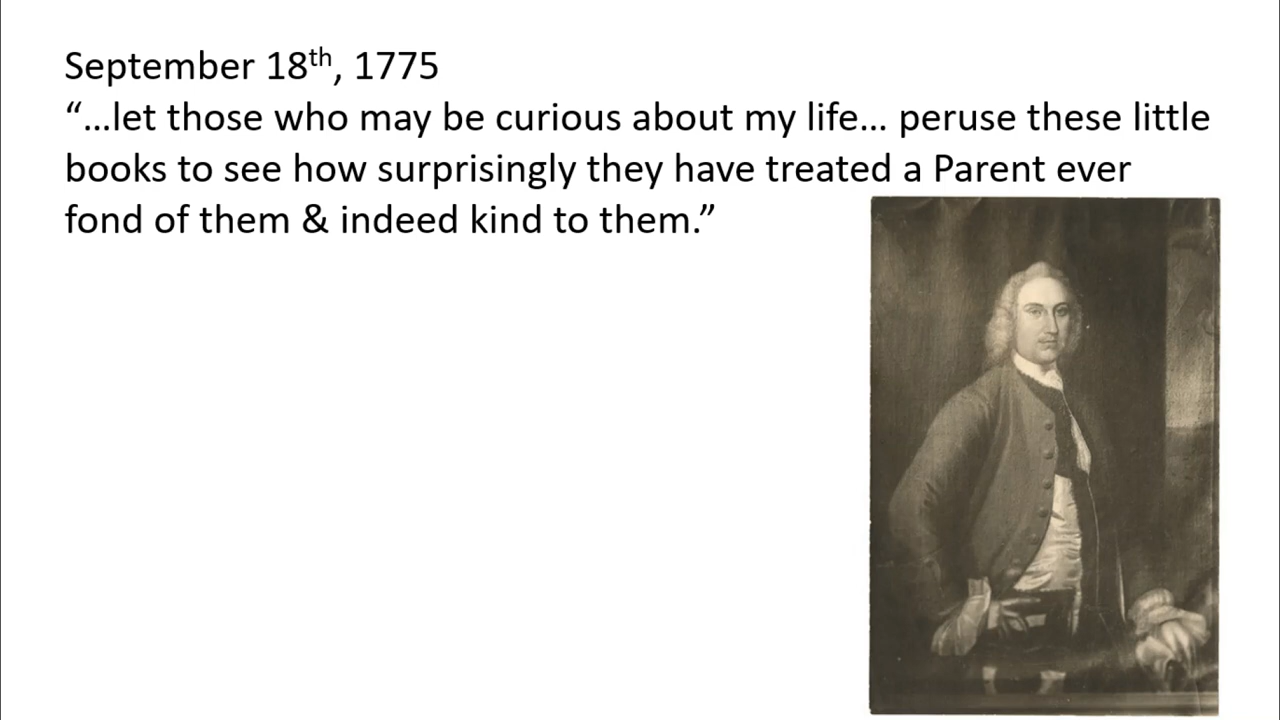 September 18th, 1775
“...let those who may be curious about my life... peruse these little
books to see how surprisingly they have treated a Parent ever
fond of them & indeed kind to them.”